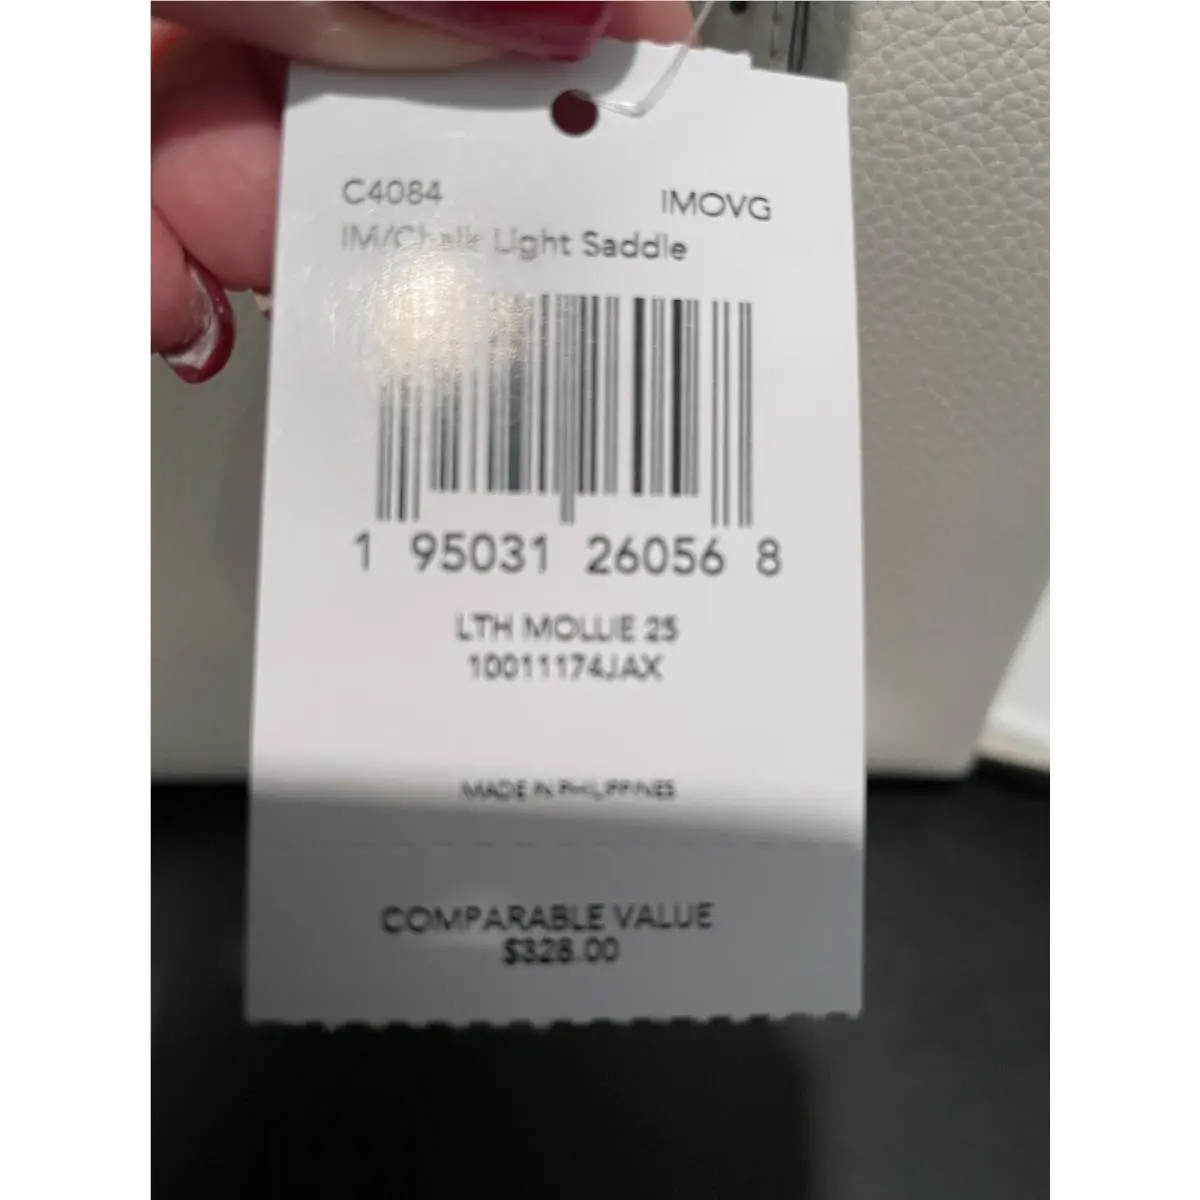 C4084 IMOVG
IM/Chalk Light Saddle
1 95031 26056 8
LTH MOLLIE 25
10011174JAX
MADE IN PHILIPPINES
COMPARABLE VALUE
$328.00